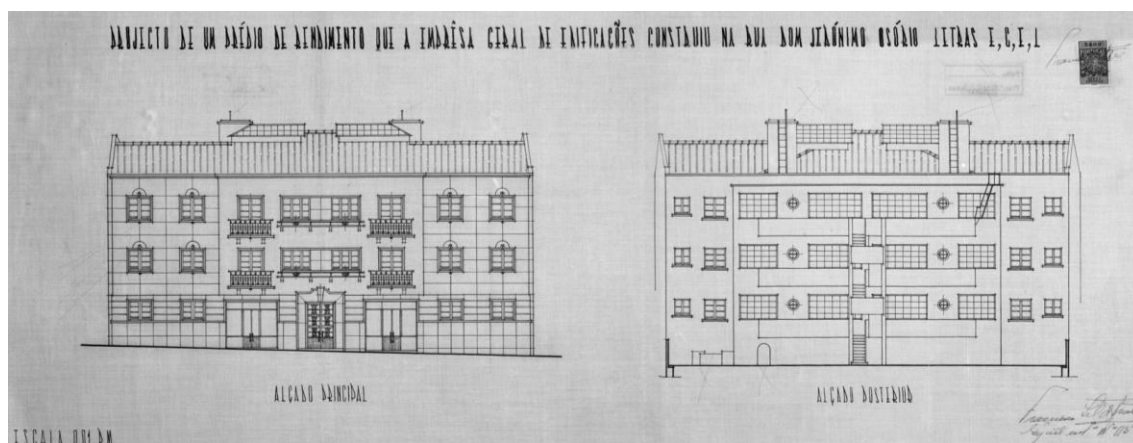 PROJECTO DE UM PRÉDIO DE RENDIMENTO QUE A EMPRÊSA GERAL DE EDIFICAÇÕES CONSTRUIU NA RUA DOM JERÓNIMO OSÓRIO LETRAS E, G, I, L
ALÇADO PRINCIPAL
ALÇADO POSTERIOR
ESCALA 0,01 P.M.
Francisco